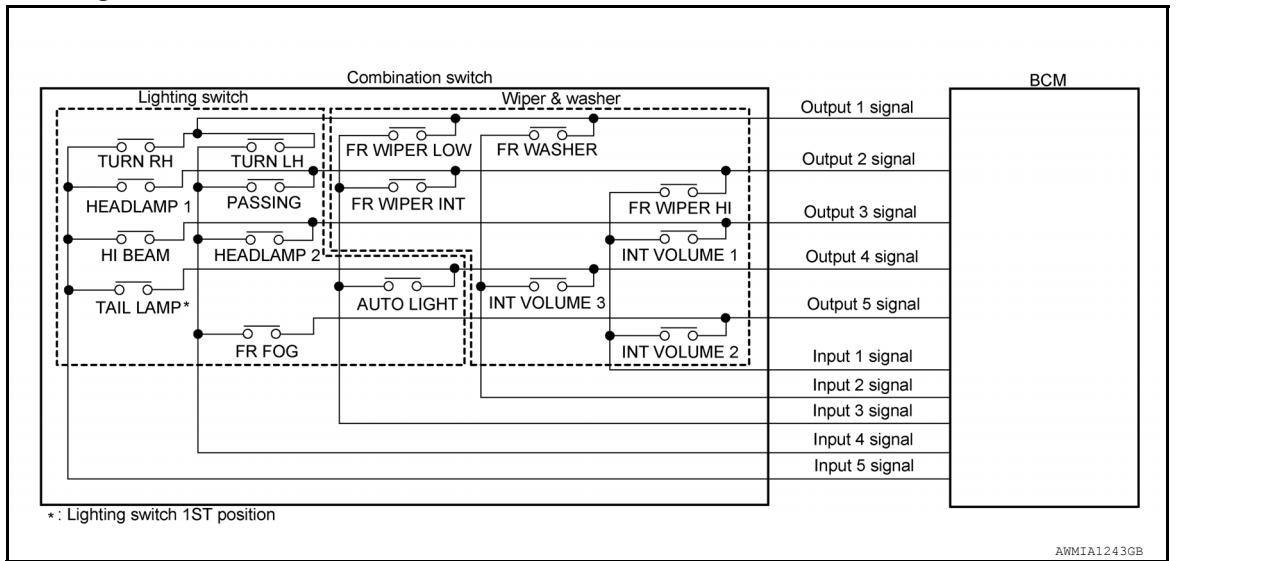 Combination switch
BCM
Lighting switch
Wiper & washer
Output 1 signal
TURN RH
TURN LH
FR WIPER LOW
FR WASHER
Output 2 signal
HEADLAMP 1
PASSING
FR WIPER INT
FR WIPER HI
Output 3 signal
HI BEAM
HEADLAMP 2
INT VOLUME 1
Output 4 signal
TAIL LAMP*
AUTO LIGHT
INT VOLUME 3
Output 5 signal
FR FOG
INT VOLUME 2
Input 1 signal
Input 2 signal
Input 3 signal
Input 4 signal
Input 5 signal
* : Lighting switch 1ST position
AWMIA1243GB